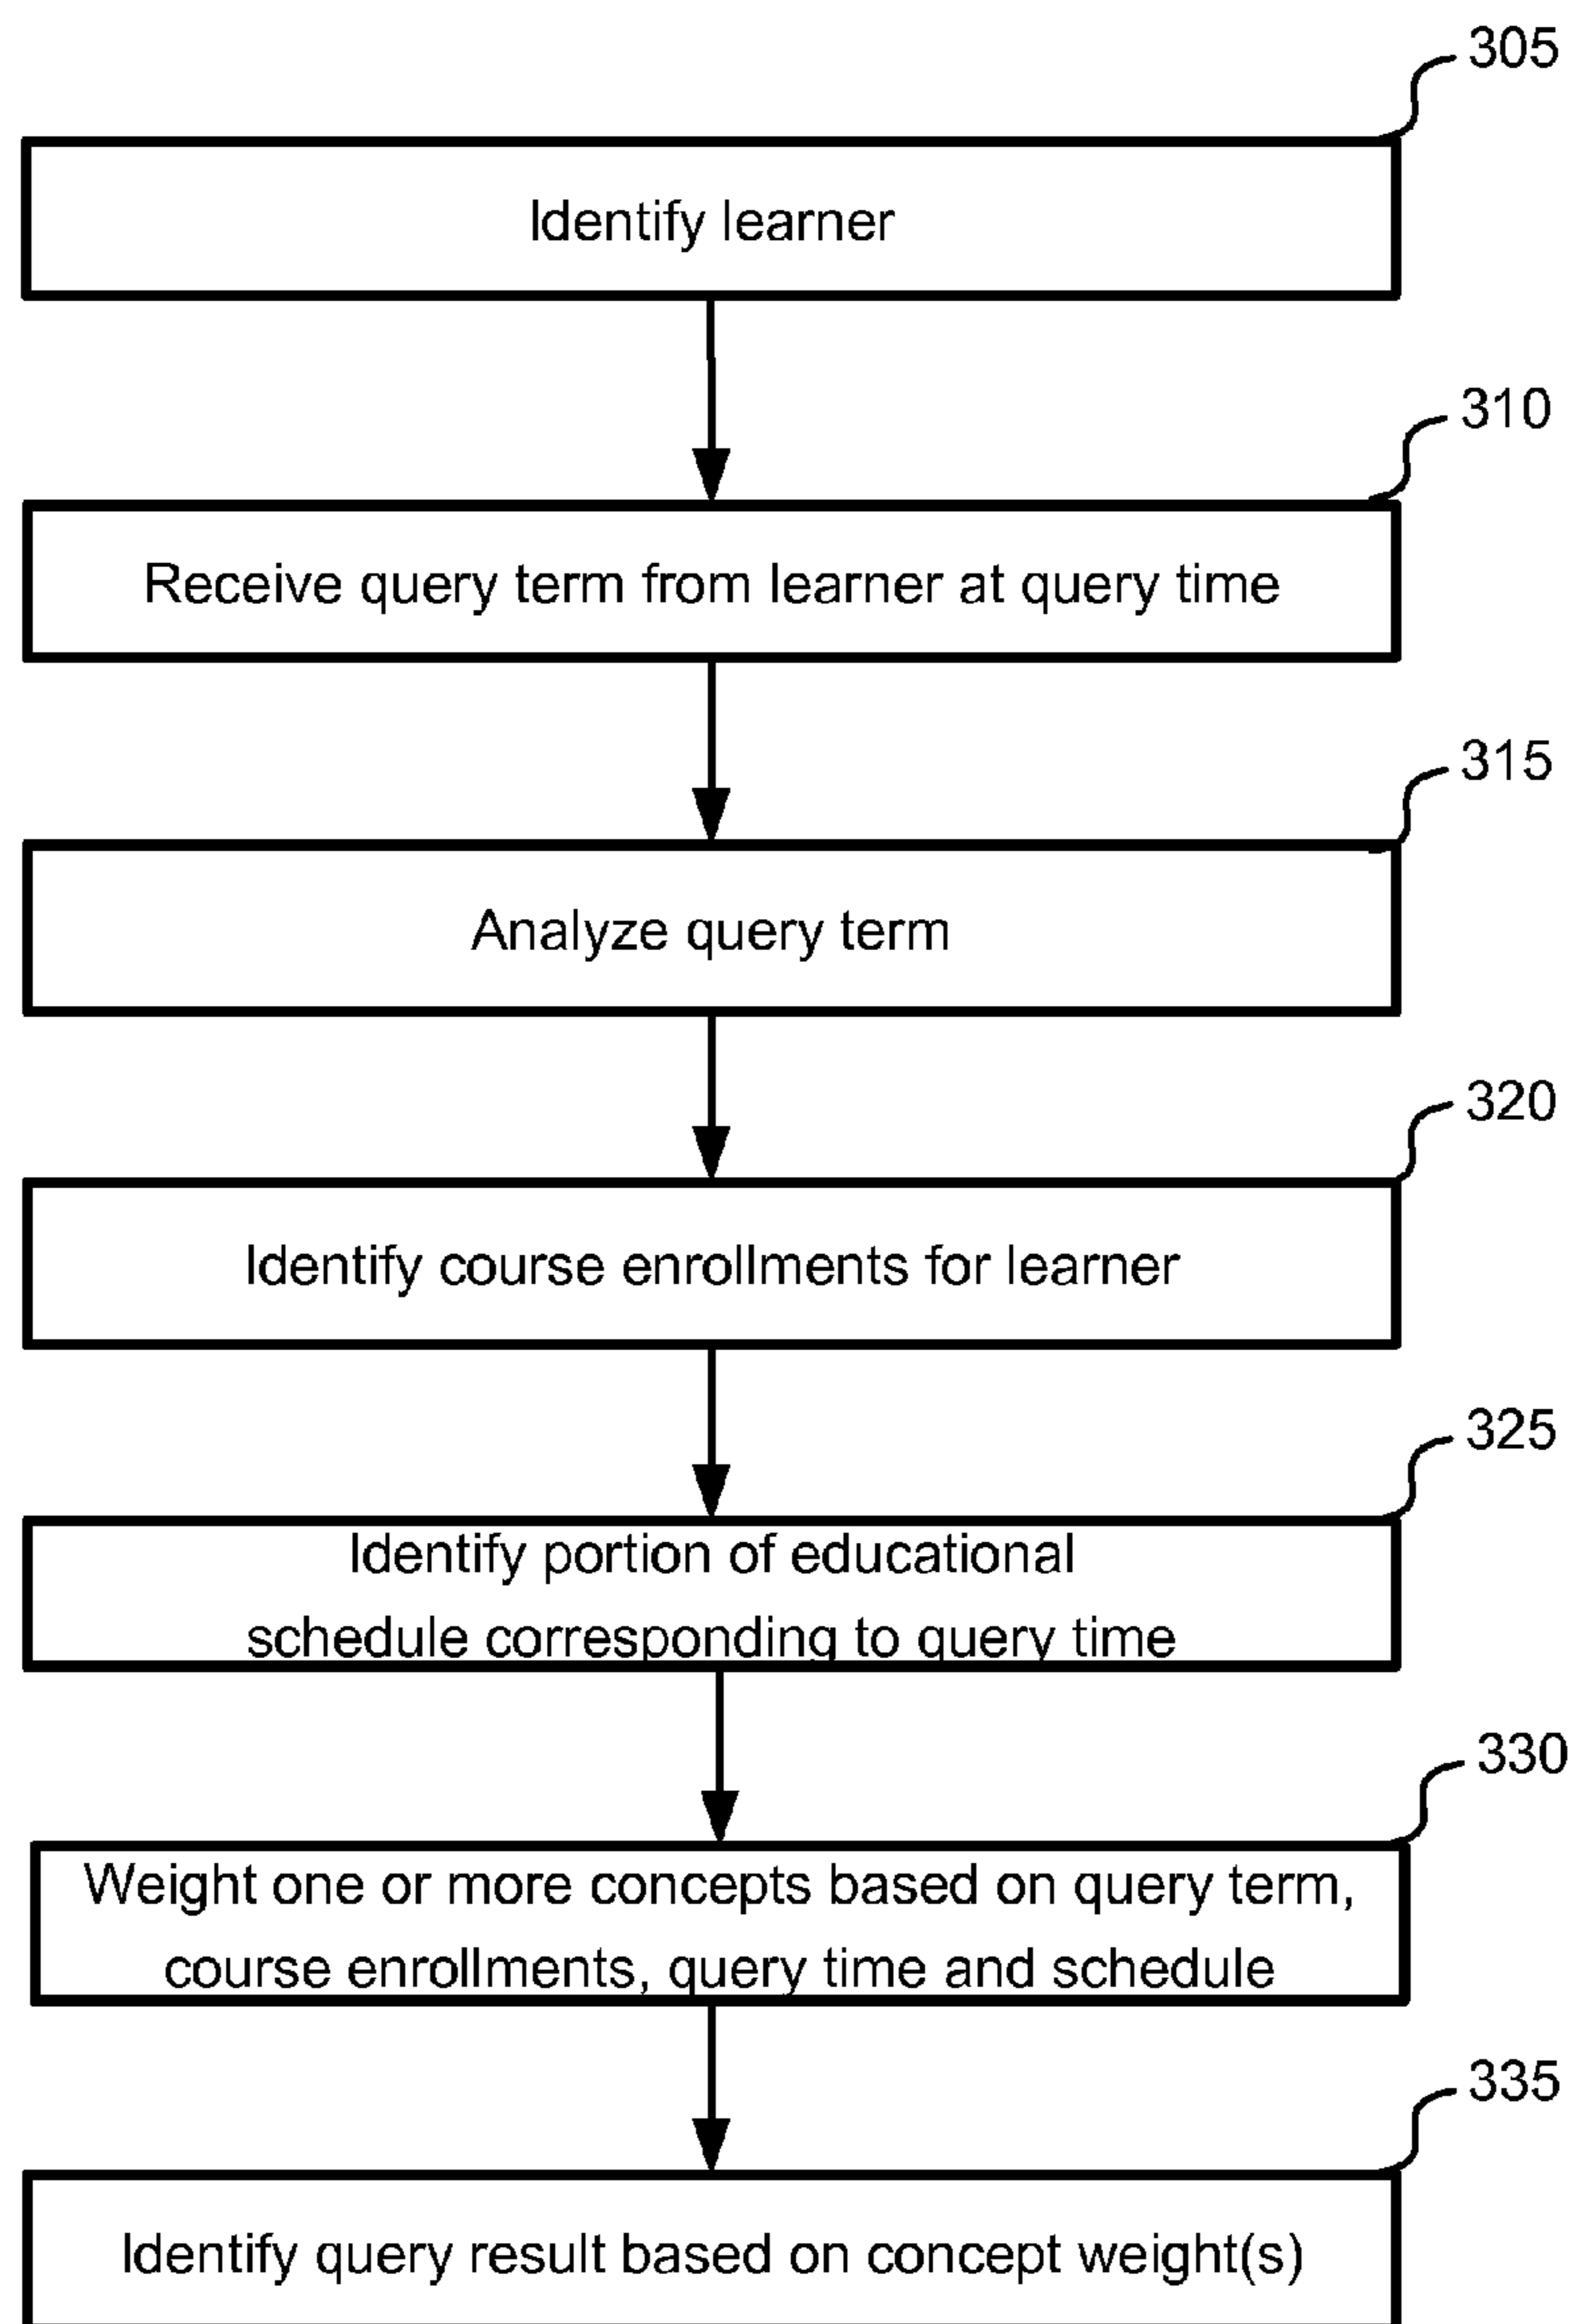 305
Identify learner
310
Receive query term from learner at query time
315
Analyze query term
320
Identify course enrollments for learner
325
Identify portion of educational
schedule corresponding to query time
330
Weight one or more concepts based on query term,
course enrollments, query time and schedule
335
Identify query result based on concept weight(s)